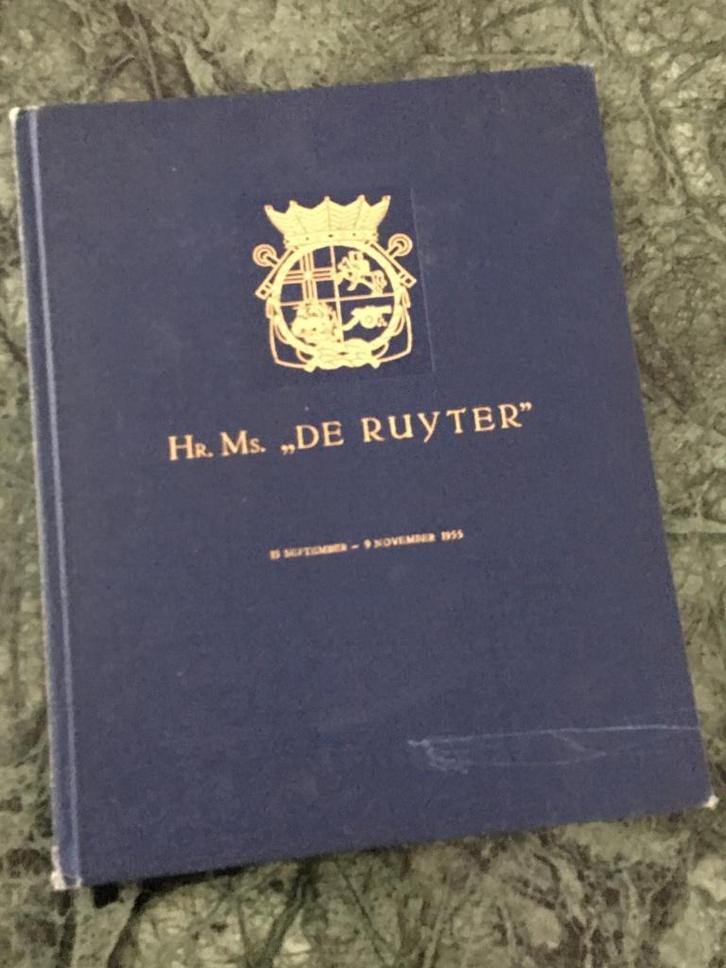 Hr. Ms. „DE RUYTER”
15 SEPTEMBER – 9 NOVEMBER 1955